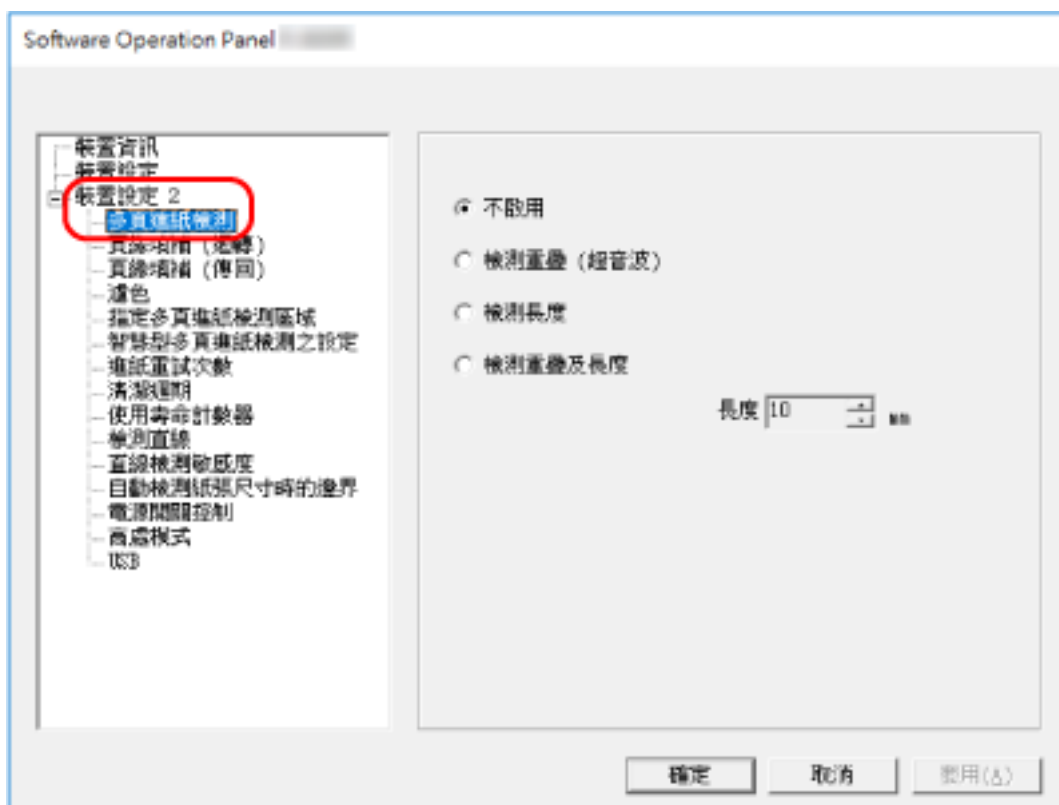 Software Operation Panel
裝置資訊
裝置設定
裝置設定 2
多頁進紙檢測
頁緣填補 (進轉)
頁緣填補 (傳回)
濾色
指定多頁進紙檢測區域
智慧型多頁進紙檢測之設定
進紙重試次數
清潔週期
使用壽命計數器
檢測直線
直線檢測敏感度
自動檢測紙張尺寸時的邊界
電源開關控制
高處模式
USB
不啟用
檢測重疊 (超音波)
檢測長度
檢測重疊及長度
長度 10 mm
確定
取消
套用(A)